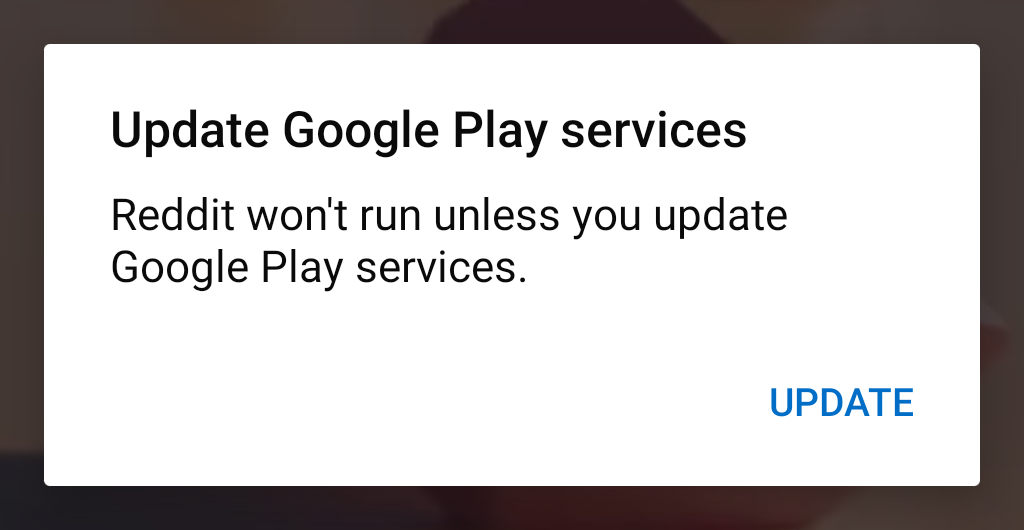 Update Google Play services
Reddit won't run unless you update
Google Play services.
UPDATE